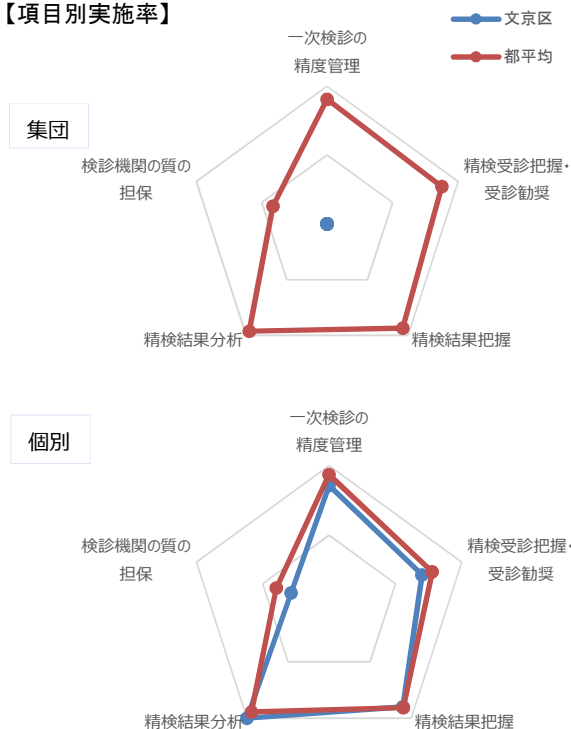 【項目別実施率】
文京区
都平均
集団
一次検診の
精度管理
精検受診把握・
受診勧奨
精検結果把握
精検結果分析
検診機関の質の
担保
個別
一次検診の
精度管理
精検受診把握・
受診勧奨
精検結果把握
精検結果分析
検診機関の質の
担保